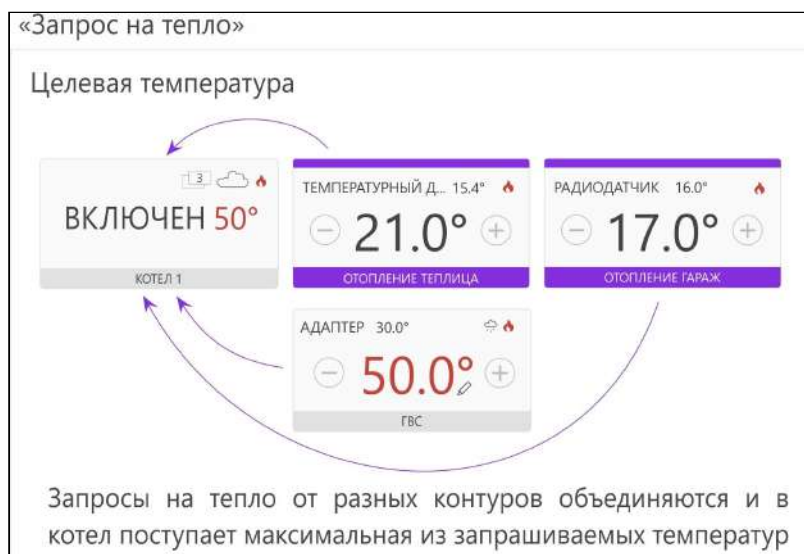 «Запрос на тепло»
Целевая температура
3
ВКЛЮЧЕН 50°
КОТЕЛ 1
ТЕМПЕРАТУРНЫЙ Д... 15.4°
− 21.0° +
ОТОПЛЕНИЕ ТЕПЛИЦА
РАДИОДАТЧИК 16.0°
− 17.0° +
ОТОПЛЕНИЕ ГАРАЖ
АДАПТЕР 30.0°
− 50.0° +
ГВС
Запросы на тепло от разных контуров объединяются и в
котел поступает максимальная из запрашиваемых температур